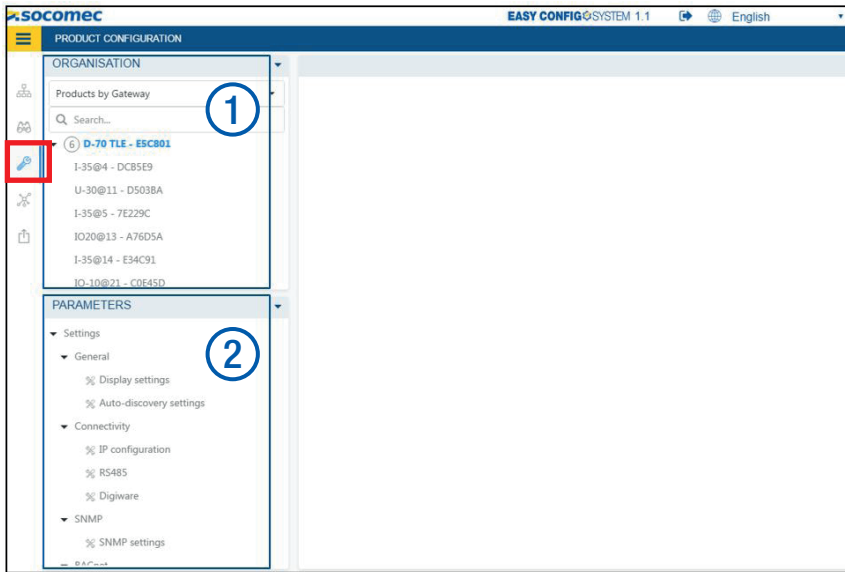 socomec
EASY CONFIG SYSTEM 1.1
English
PRODUCT CONFIGURATION
ORGANISATION
1
Products by Gateway
Search...
6 D-70 TLE - E5C801
I-35@4 - DCB5E9
U-30@11 - D503BA
I-35@5 - 7E229C
IO20@13 - A76D5A
I-35@14 - E34C91
IO-10@21 - C0E45D
PARAMETERS
2
Settings
General
Display settings
Auto-discovery settings
Connectivity
IP configuration
RS485
Digiware
SNMP
SNMP settings
BACnet